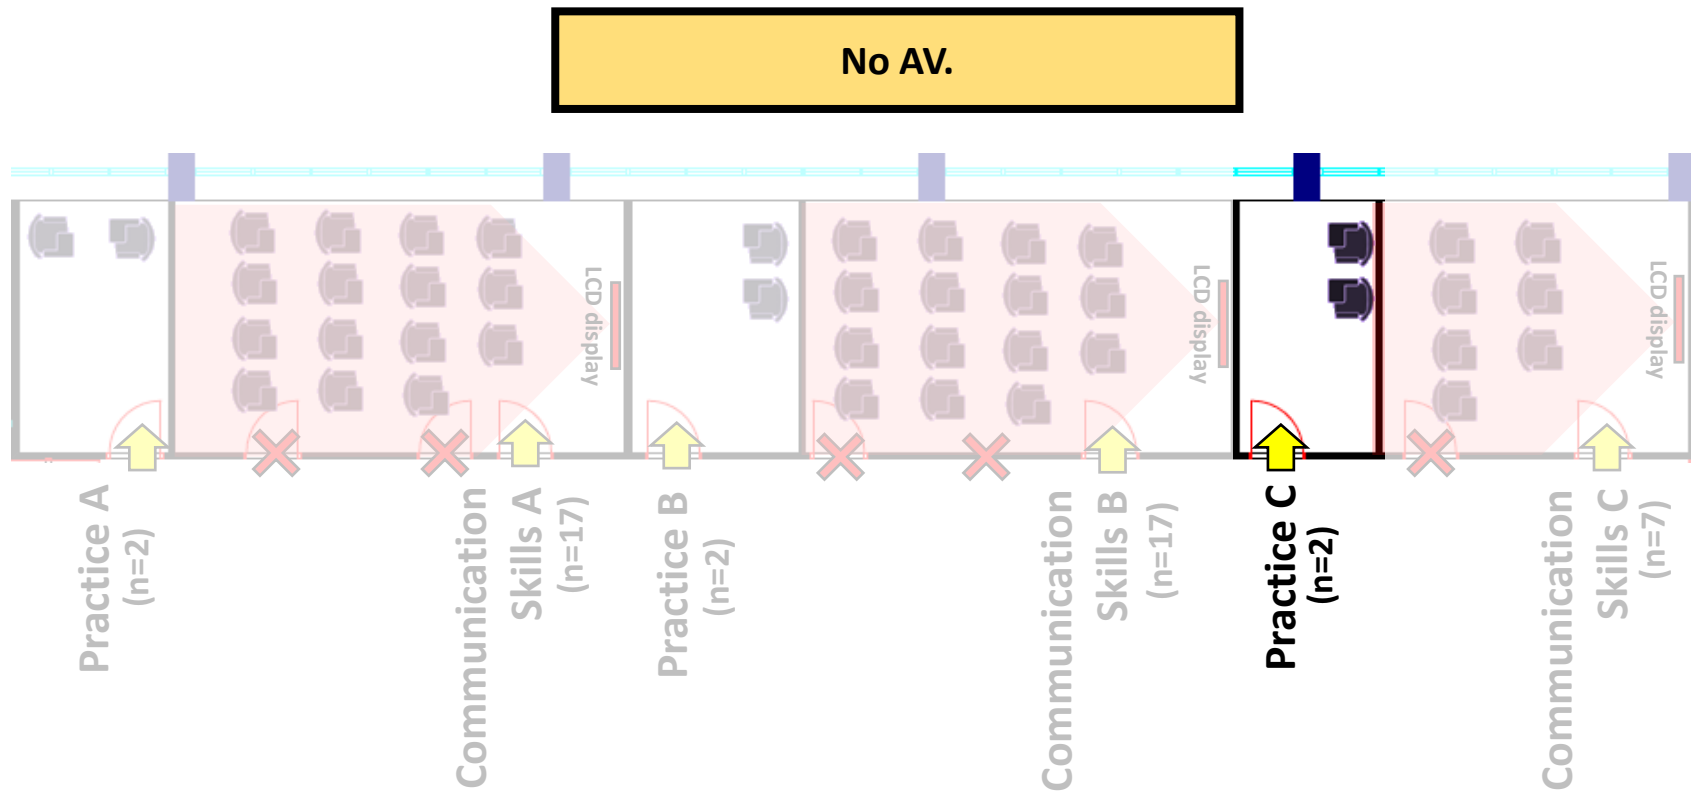 No AV.
LCD display
LCD display
LCD display
Practice A
(n=2)
Communication
Skills A
(n=17)
Practice B
(n=2)
Communication
Skills B
(n=17)
Practice C
(n=2)
Communication
Skills C
(n=7)